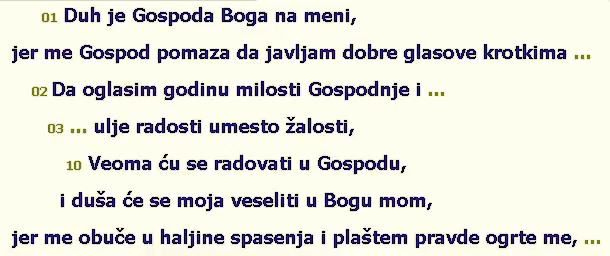 01 Duh je Gospoda Boga na meni,
jer me Gospod pomaza da javljam dobre glasove krotkima ...
02 Da oglasim godinu milosti Gospodnje i ...
03 ... ulje radosti umesto žalosti,
10 Veoma ću se radovati u Gospodu,
i duša će se moja veseliti u Bogu mom,
jer me obuče u haljine spasenja i plaštem pravde ogrte me, ...